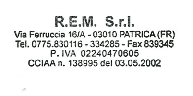 R.E.M. S.r.l.
Via Ferruccia 16/A - 03010 PATRICA (FR)
Tel. 0775.830116 - 334285 - Fax 839345
P. IVA 02240470605
CCIAA n. 138995 del 03.05.2002